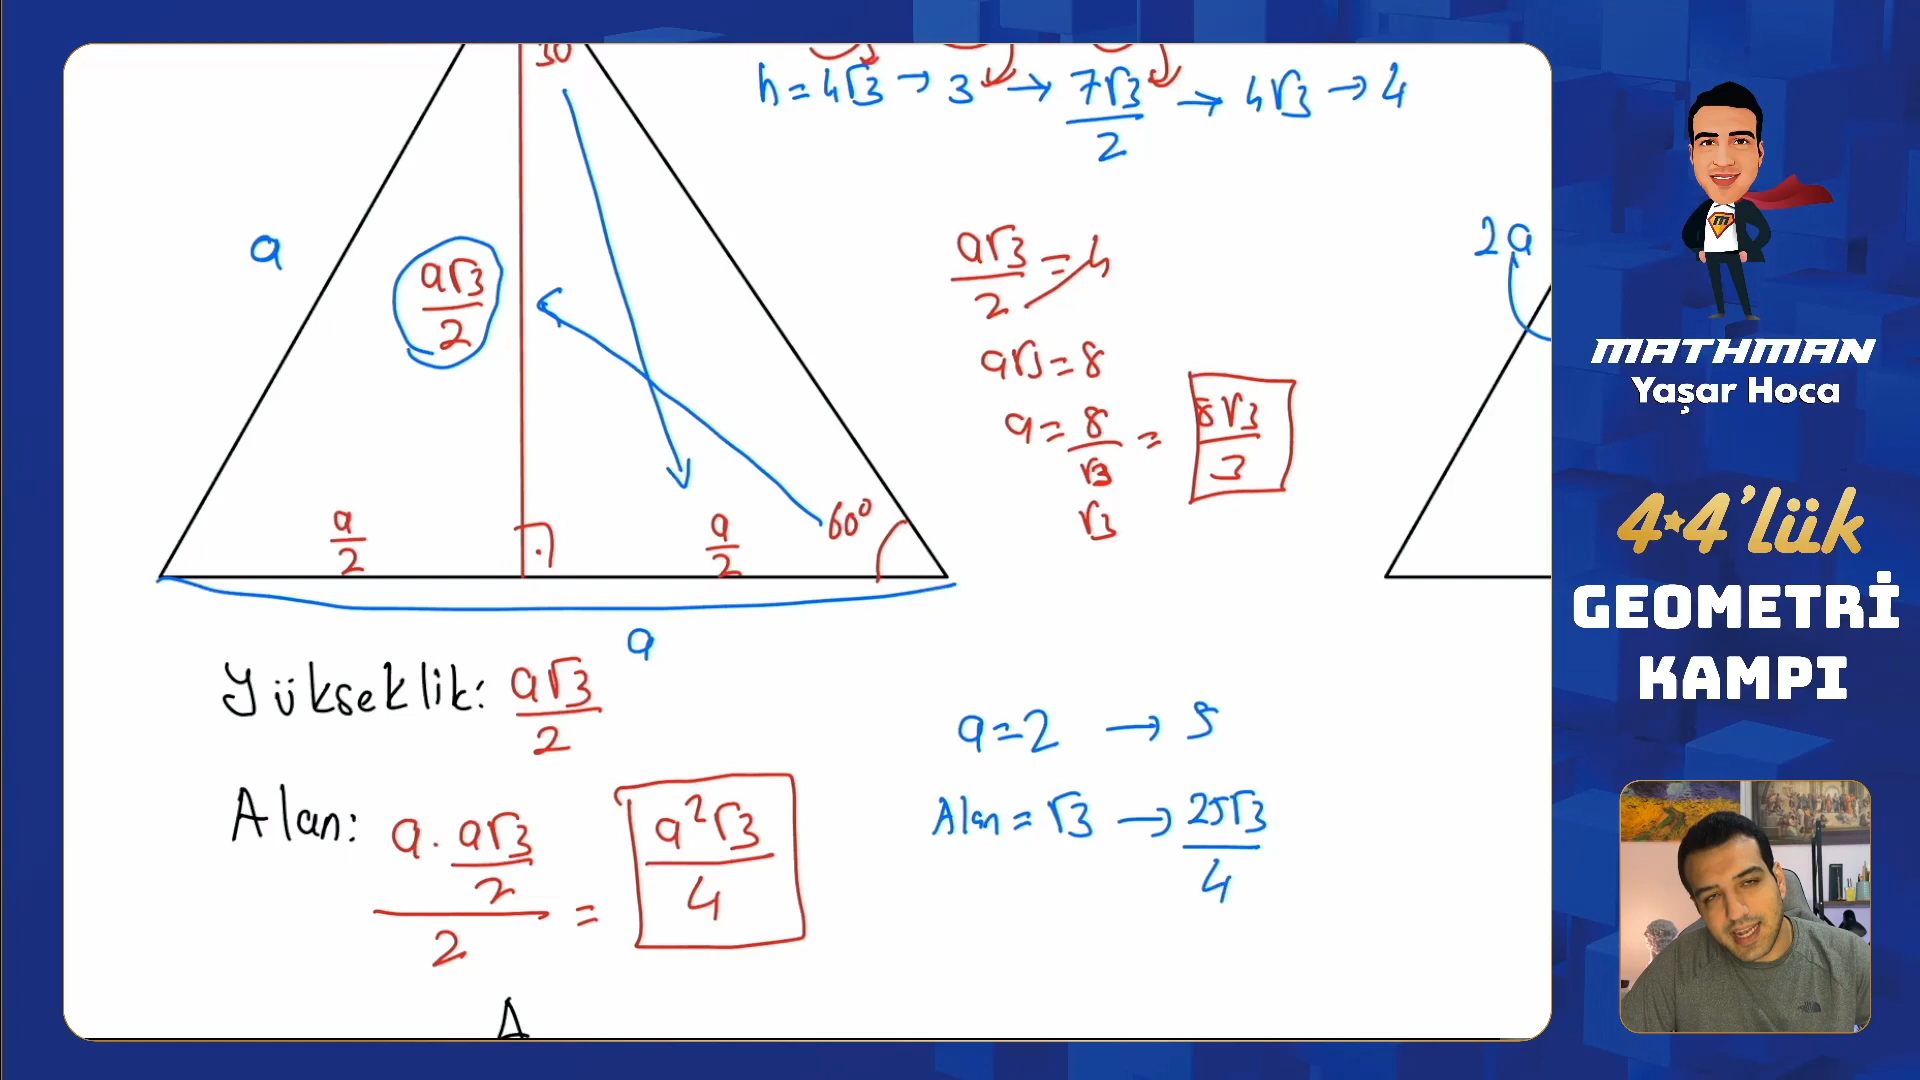 30
h = 4√3 → 3 → 7√3/2 → 4√3 → 4
a
a√3/2
a√3/2 = 4
a√3 = 8
a = 8/√3 = 8√3/3
√3
2a
a/2
a/2
60°
a
Yükseklik: a√3/2
Alan: a · a√3/2 / 2 = a²√3/4
a = 2 → 5
Alan = √3 → 25√3/4
A
MATHMAN
Yaşar Hoca
4★4'lük
GEOMETRİ
KAMPI